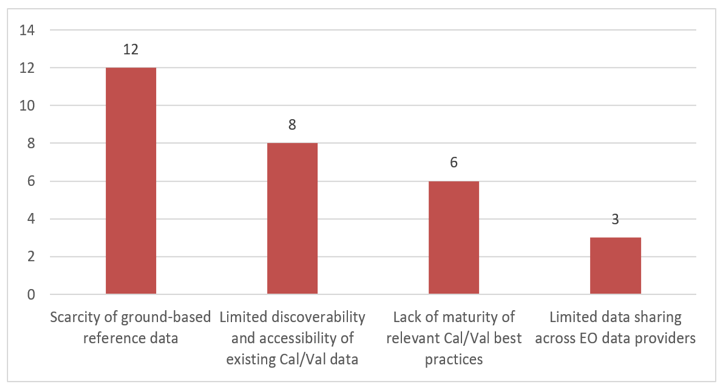 14
12
10
8
6
4
2
0
12
8
6
3
Scarcity of ground-based
reference data
Limited discoverability
and accessibility of
existing Cal/Val data
Lack of maturity of
relevant Cal/Val best
practices
Limited data sharing
across EO data providers